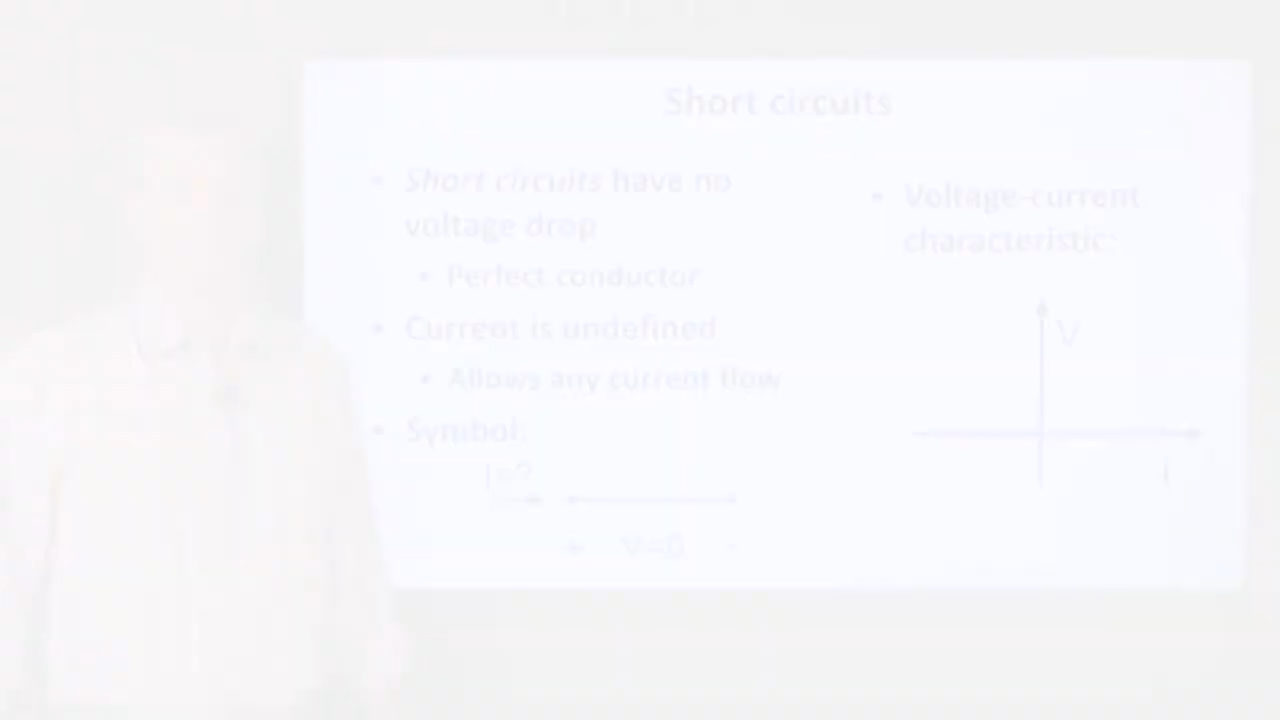 Short circuits
• Short circuits have no
voltage drop
• Perfect conductor
• Current is undefined
• Allows any current flow
• Symbol:
I=?
+ V=0 -
• Voltage-current
characteristic:
V
I